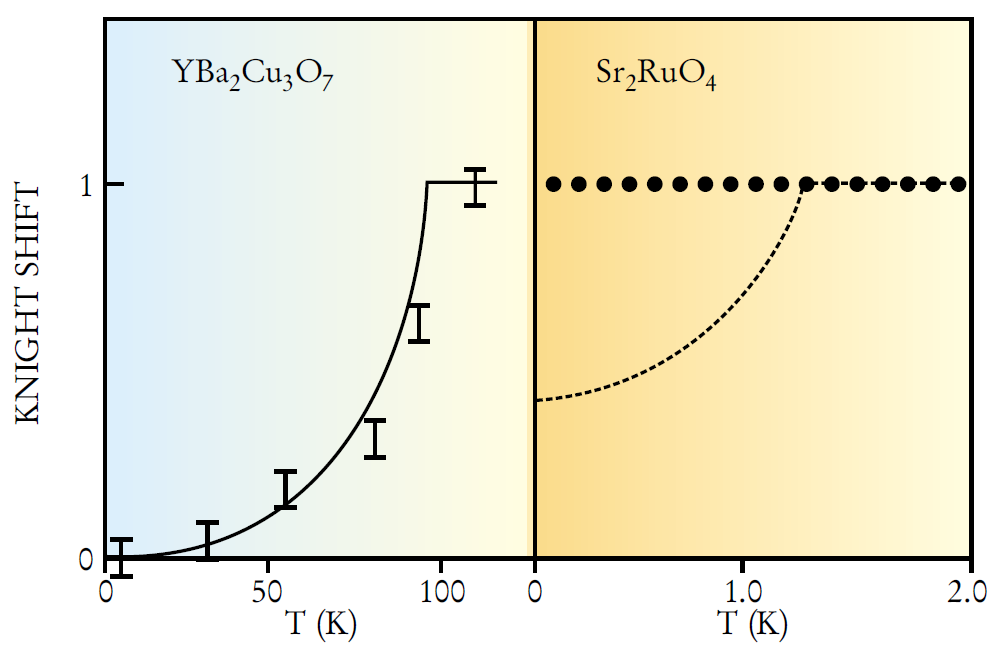 YBa₂Cu₃O₇
Sr₂RuO₄
KNIGHT SHIFT
1
0
0 50 100 0 1.0 2.0
T (K) T (K)